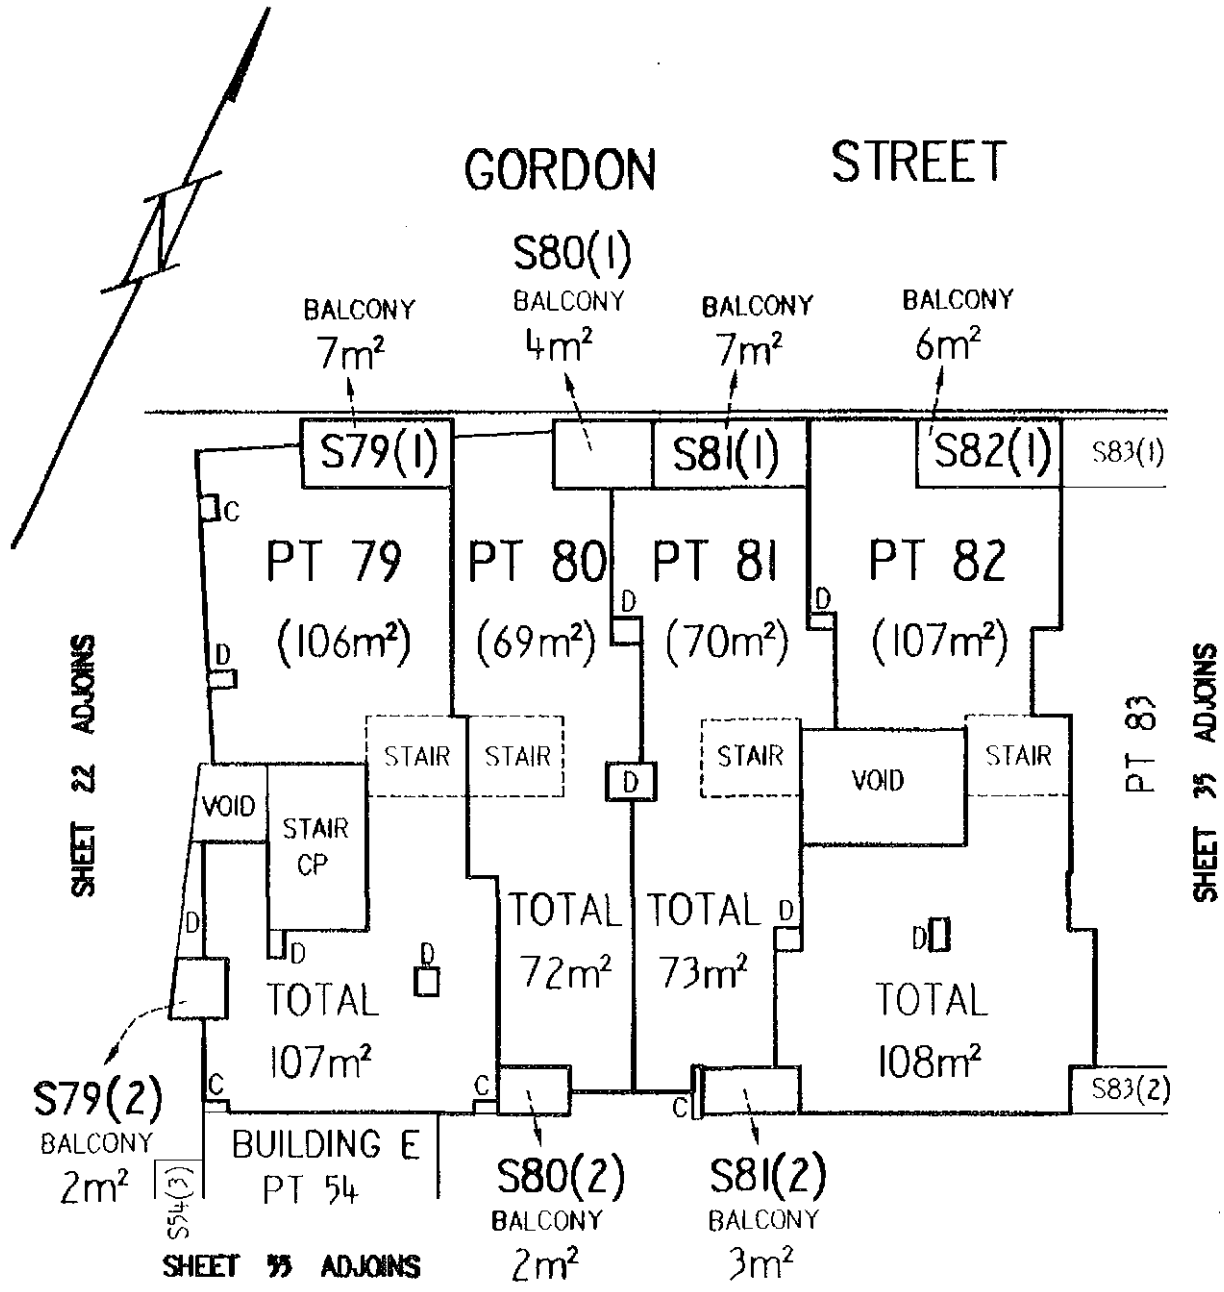 GORDON STREET
S80(1)
BALCONY
7m²
BALCONY
4m²
BALCONY
7m²
BALCONY
6m²
S79(1)
S81(1)
S82(1)
S83(1)
C
PT 79
(106m²)
PT 80
(69m²)
PT 81
(70m²)
PT 82
(107m²)
D
D
D
SHEET 22 ADJOINS
PT 83
SHEET 35 ADJOINS
STAIR
STAIR
STAIR
STAIR
VOID
D
VOID
STAIR
CP
D
D
D
TOTAL
107m²
TOTAL
72m²
TOTAL
73m²
D
D
TOTAL
108m²
S79(2)
BALCONY
2m²
C
C
C
S83(2)
BUILDING E
PT 54
S54(3)
S80(2)
BALCONY
2m²
S81(2)
BALCONY
3m²
SHEET 55 ADJOINS